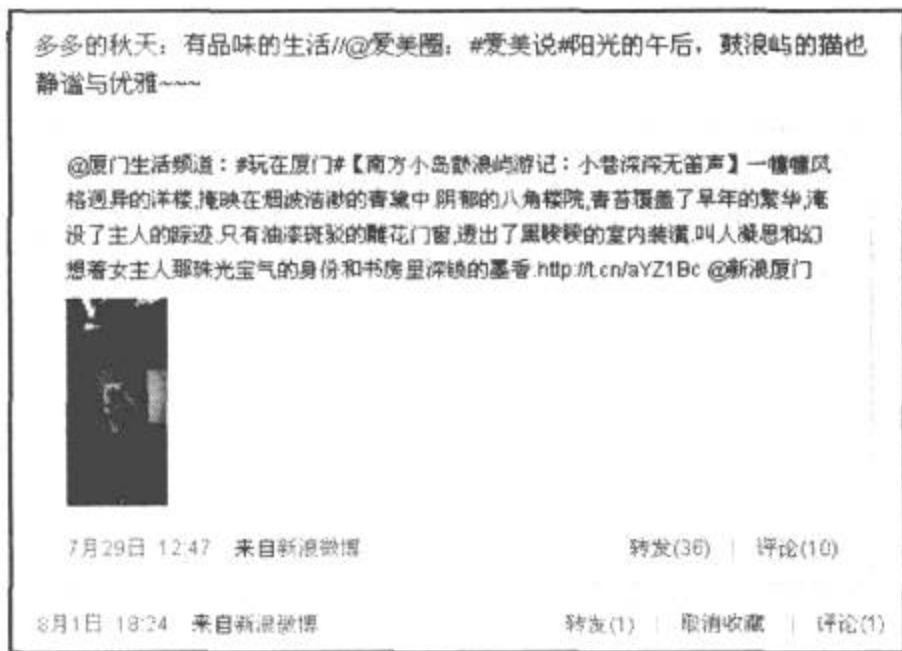 多多的秋天：有品味的生活//@爱美圈：#爱美说#阳光的午后，鼓浪屿的猫也
静谧与优雅~~~
@厦门生活频道：#玩在厦门#【南方小岛鼓浪屿游记：小巷深深无笛声】一幢幢风
格迥异的洋楼,掩映在烟波浩渺的青黛中.阴郁的八角楼院,青苔覆盖了早年的繁华,淹
没了主人的踪迹.只有油漆斑驳的雕花门窗,透出了黑睽睽的室内装潢.叫人凝思和幻
想着女主人那珠光宝气的身份和书房里深锁的墨香.http://t.cn/aYZ1Bc @新浪厦门
7月29日 12:47 来自新浪微博 转发(36) | 评论(10)
8月1日 18:24 来自新浪微博 转发(1) | 取消收藏 | 评论(1)